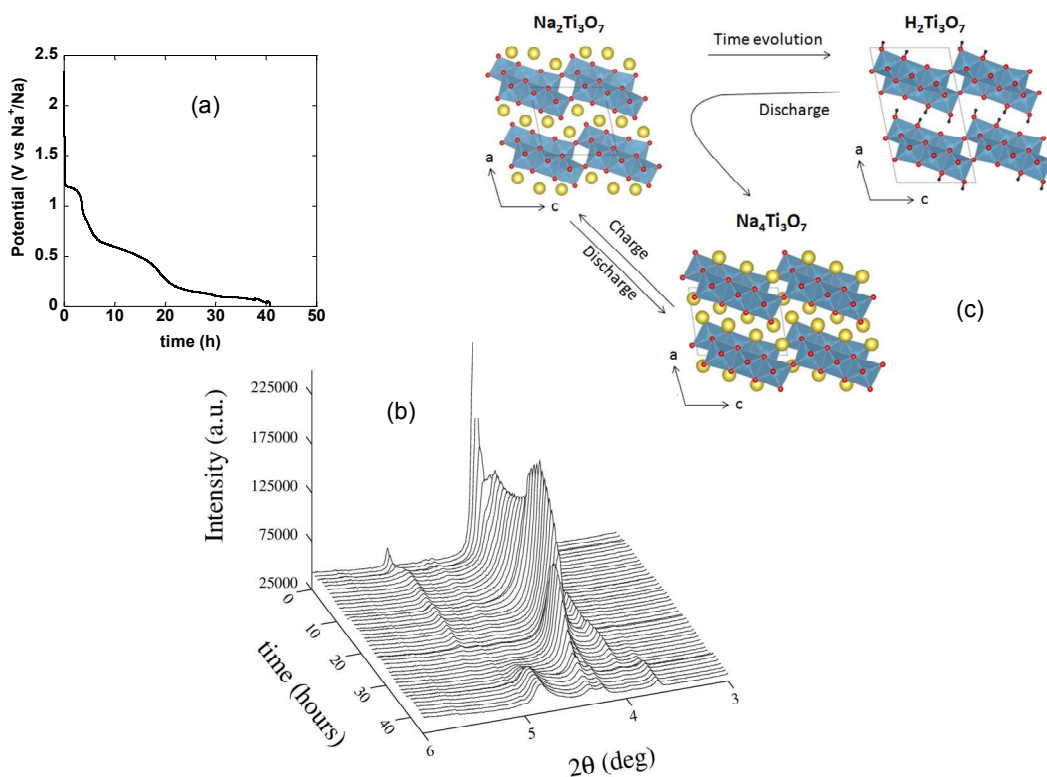 (a)
2.5
2
1.5
1
0.5
0
Potential (V vs Na⁺/Na)
0 10 20 30 40 50
time (h)
Na₂Ti₃O₇
Time evolution
H₂Ti₃O₇
Discharge
a
c
Charge
Discharge
Na₄Ti₃O₇
a
c
a
c
(c)
(b)
Intensity (a.u.)
225000
175000
125000
75000
25000
0
10
20
30
40
time (hours)
6
5
4
3
2θ (deg)